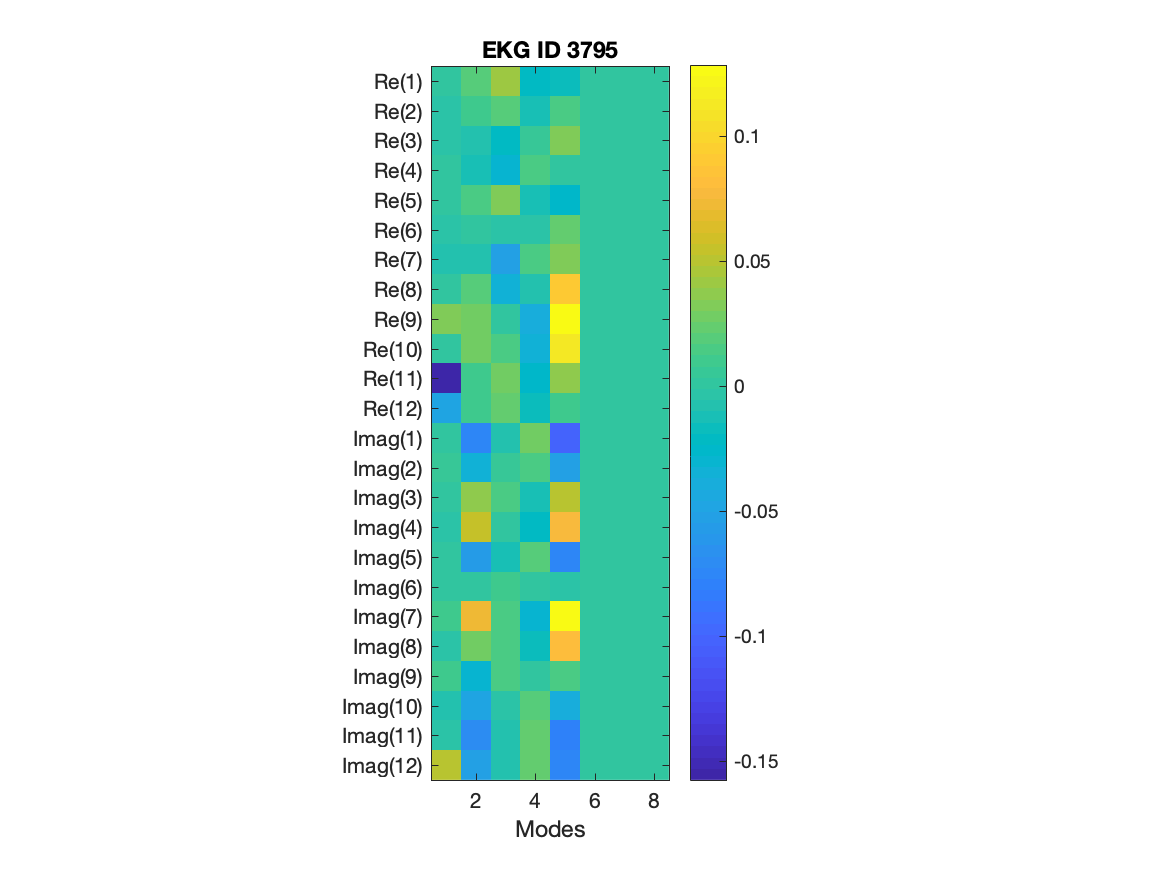 EKG ID 3795
Re(1)
Re(2)
Re(3)
Re(4)
Re(5)
Re(6)
Re(7)
Re(8)
Re(9)
Re(10)
Re(11)
Re(12)
Imag(1)
Imag(2)
Imag(3)
Imag(4)
Imag(5)
Imag(6)
Imag(7)
Imag(8)
Imag(9)
Imag(10)
Imag(11)
Imag(12)
2 4 6 8
Modes
0.1
0.05
0
-0.05
-0.1
-0.15